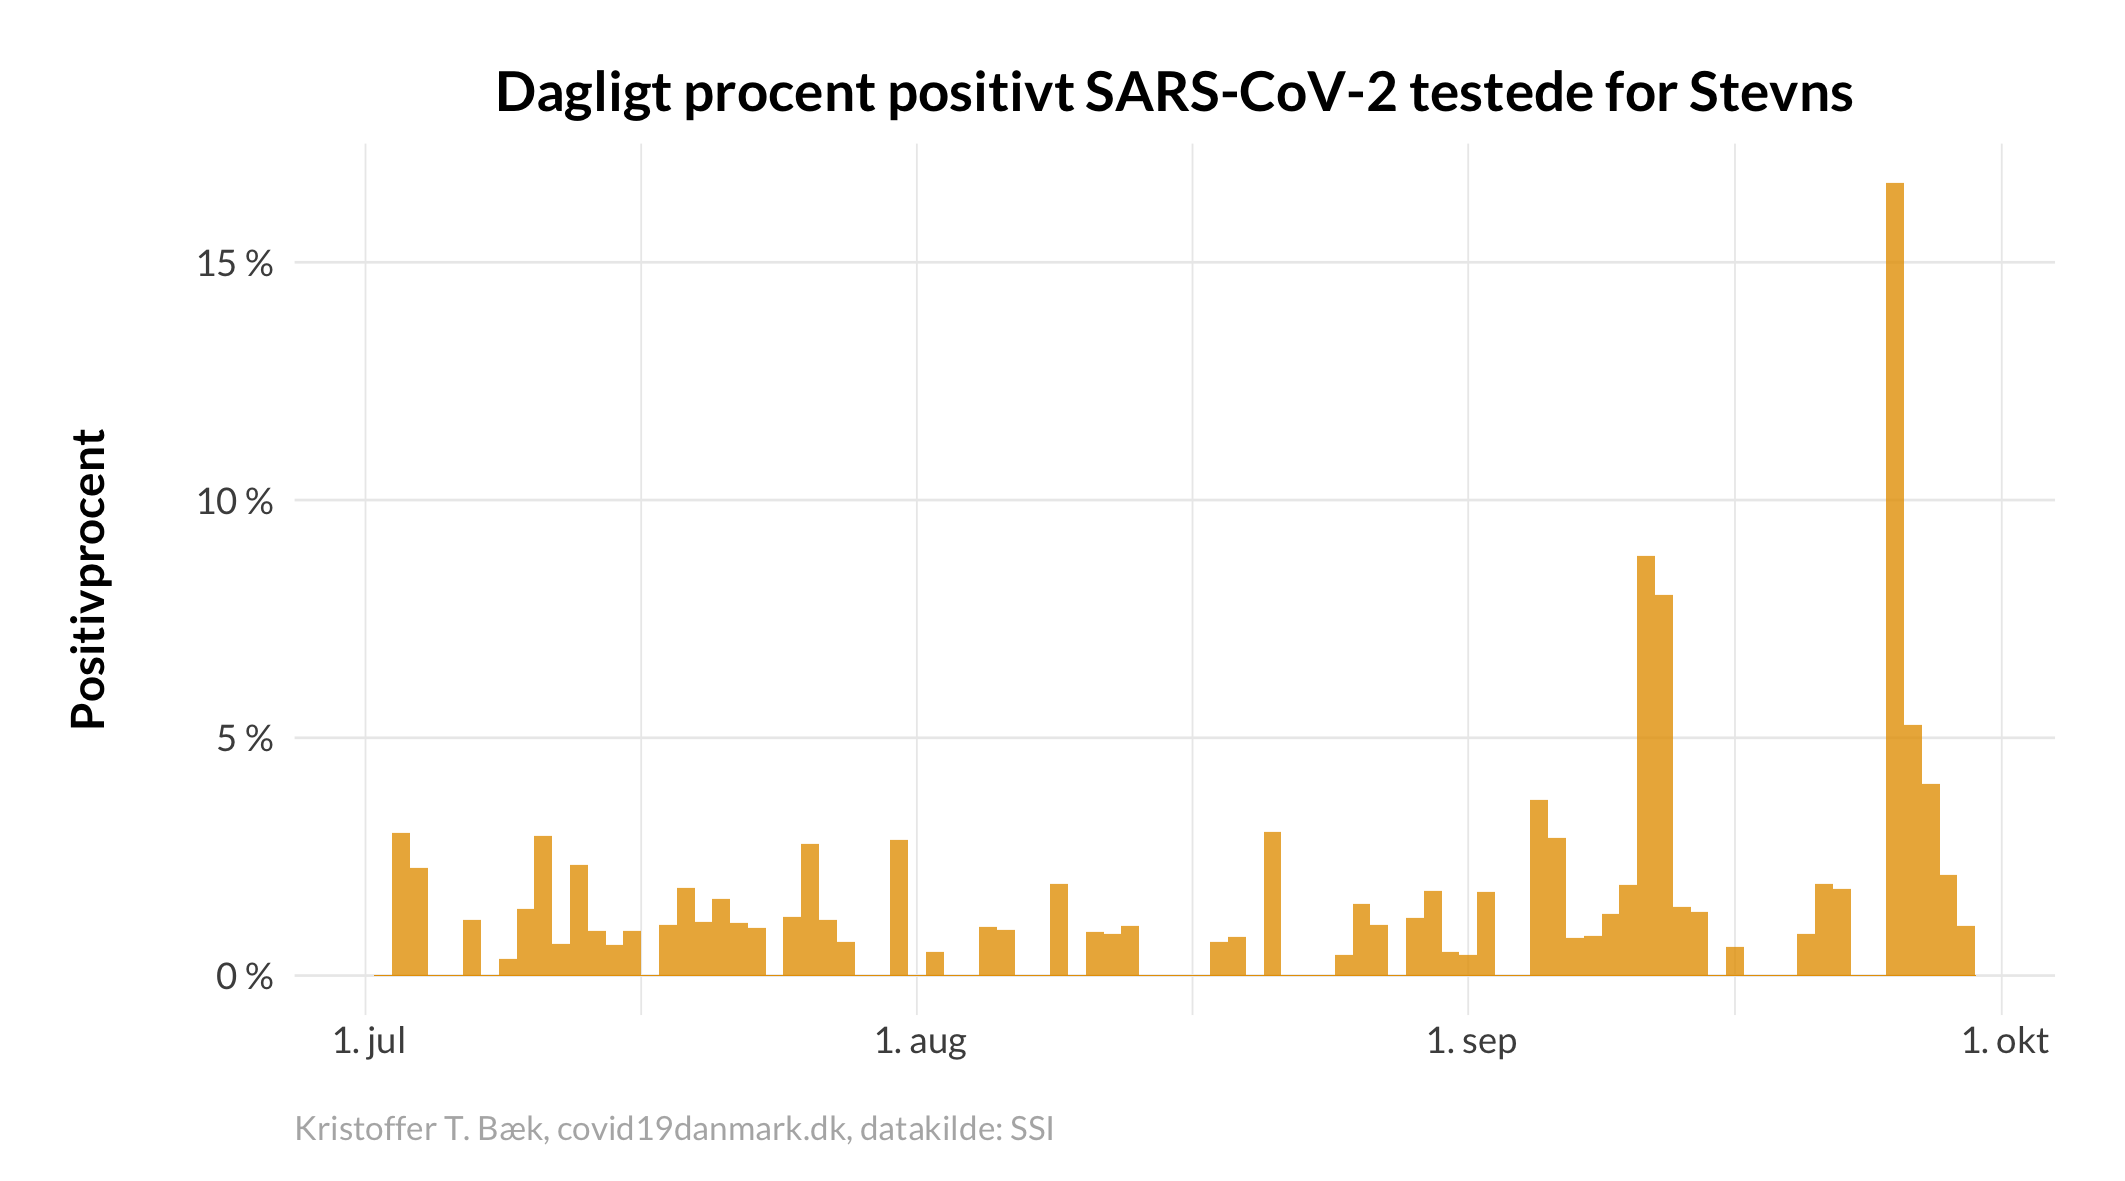 Dagligt procent positivt SARS-CoV-2 testede for Stevns
Positivprocent
15 %
10 %
5 %
0 %
1. jul
1. aug
1. sep
1. okt
Kristoffer T. Bæk, covid19danmark.dk, datakilde: SSI